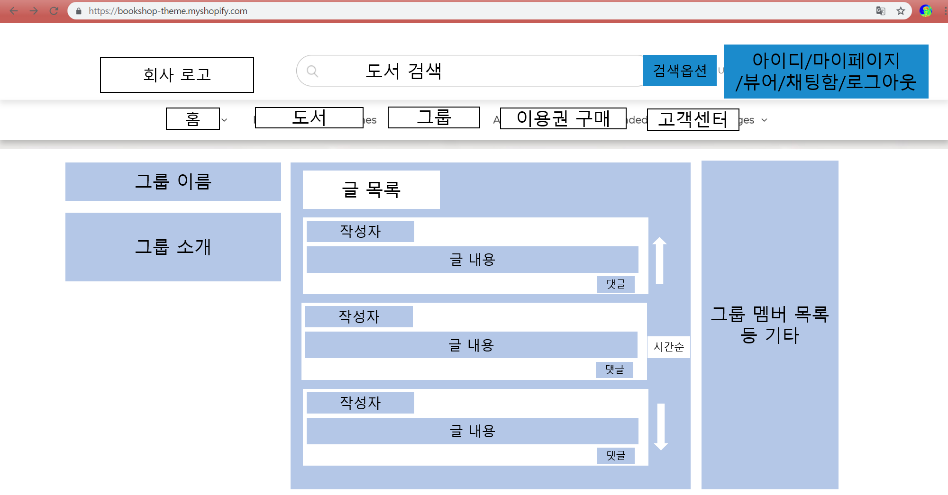 https://bookshop-theme.myshopify.com
회사 로고
도서 검색
검색옵션
아이디/마이페이지
/뷰어/채팅함/로그아웃
홈
도서
그룹
이용권 구매
고객센터
그룹 이름
그룹 소개
글 목록
작성자
글 내용
댓글
작성자
글 내용
댓글
시간순
작성자
글 내용
댓글
그룹 멤버 목록
등 기타